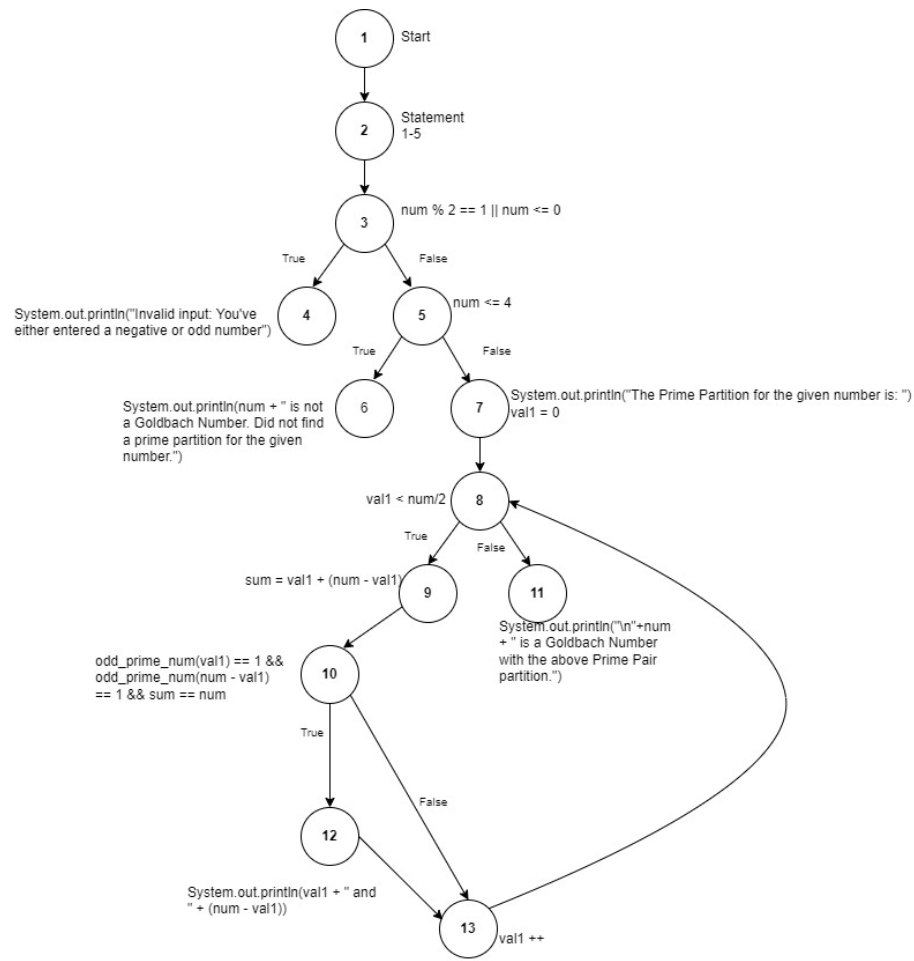 1
Start
2
Statement
1-5
3
num % 2 == 1 || num <= 0
True
False
System.out.println("Invalid input: You've
either entered a negative or odd number")
4
5
num <= 4
True
False
System.out.println(num + " is not
a Goldbach Number. Did not find
a prime partition for the given
number.")
6
7
System.out.println("The Prime Partition for the given number is: ")
val1 = 0
val1 < num/2
8
True
False
sum = val1 + (num - val1)
9
11
System.out.println("\n"+num
+ " is a Goldbach Number
with the above Prime Pair
partition.")
odd_prime_num(val1) == 1 &&
odd_prime_num(num - val1)
== 1 && sum == num
10
True
False
12
System.out.println(val1 + " and
" + (num - val1))
13
val1 ++